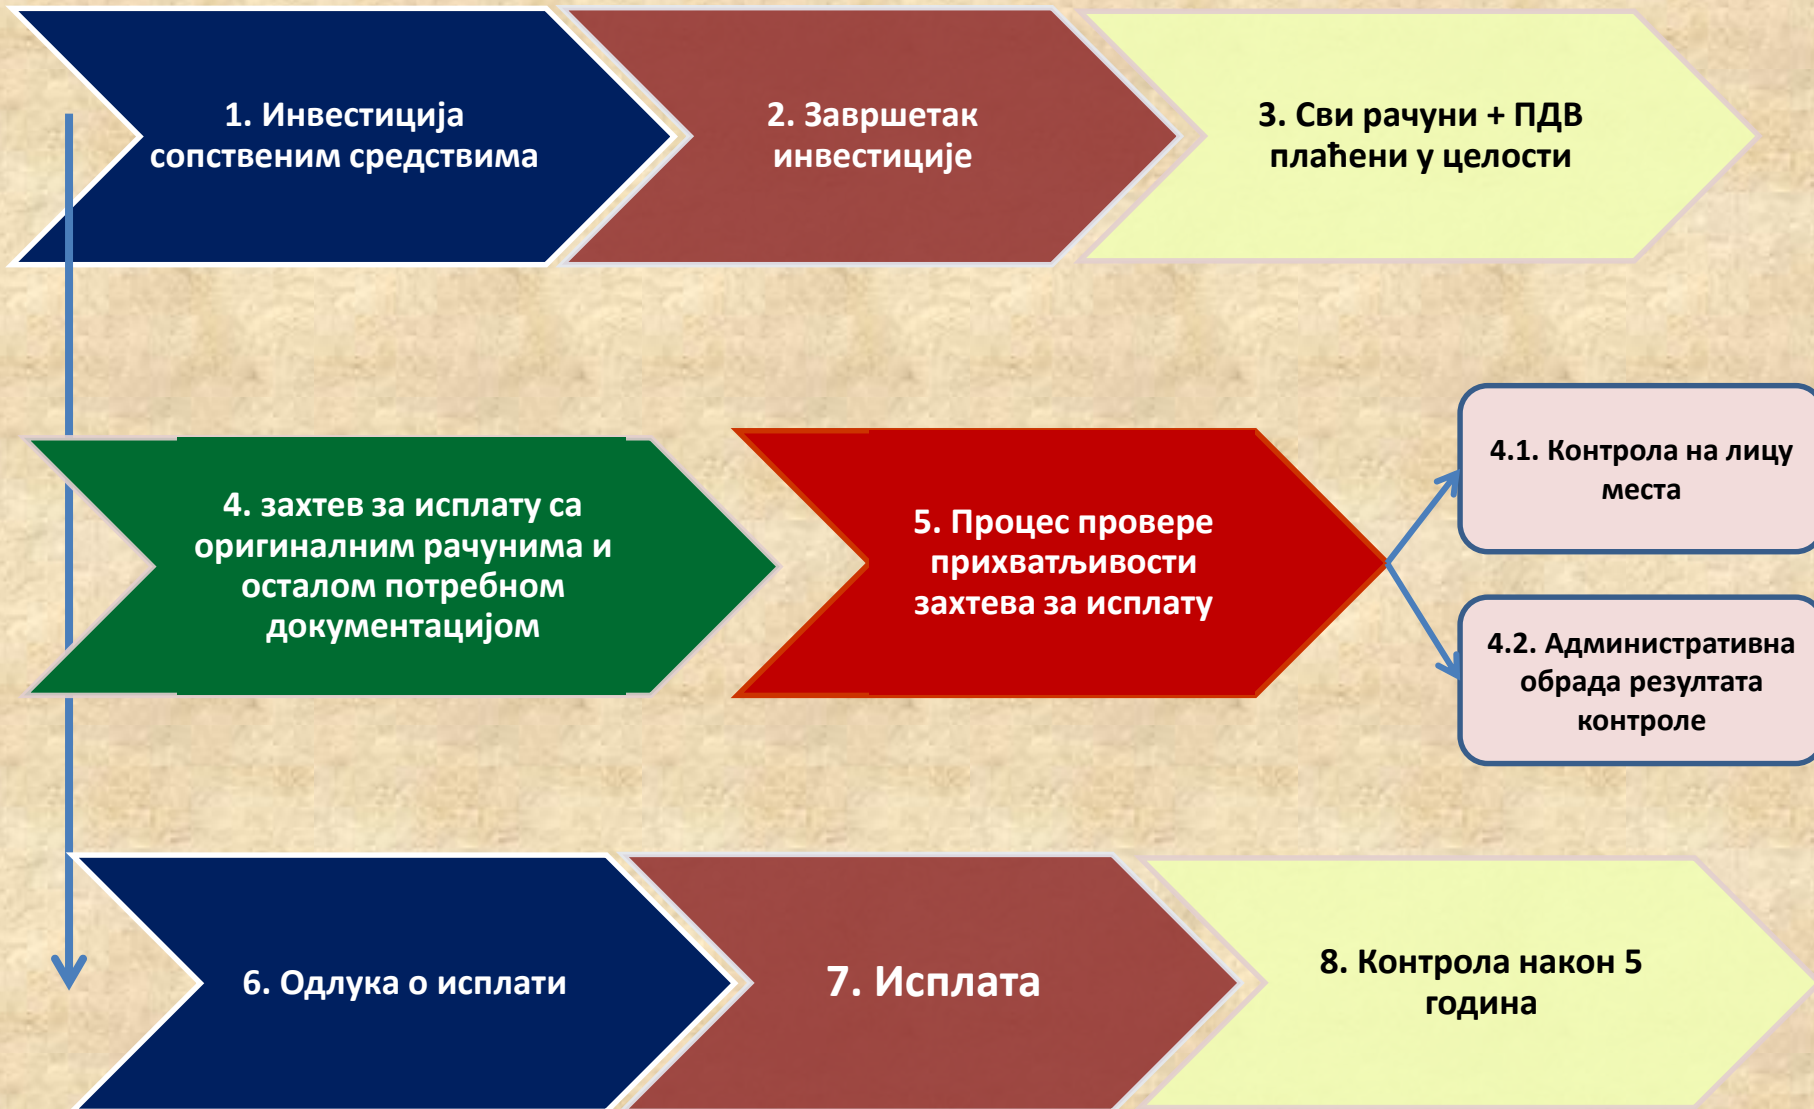 1. Инвестиција
сопственим средствима
2. Завршетак
инвестиције
3. Сви рачуни + ПДВ
плаћени у целости
4. захтев за исплату са
оригиналним рачунима и
осталом потребном
документацијом
5. Процес провере
прихватљивости
захтева за исплату
4.1. Контрола на лицу
места
4.2. Административна
обрада резултата
контроле
6. Одлука о исплати
7. Исплата
8. Контрола након 5
година